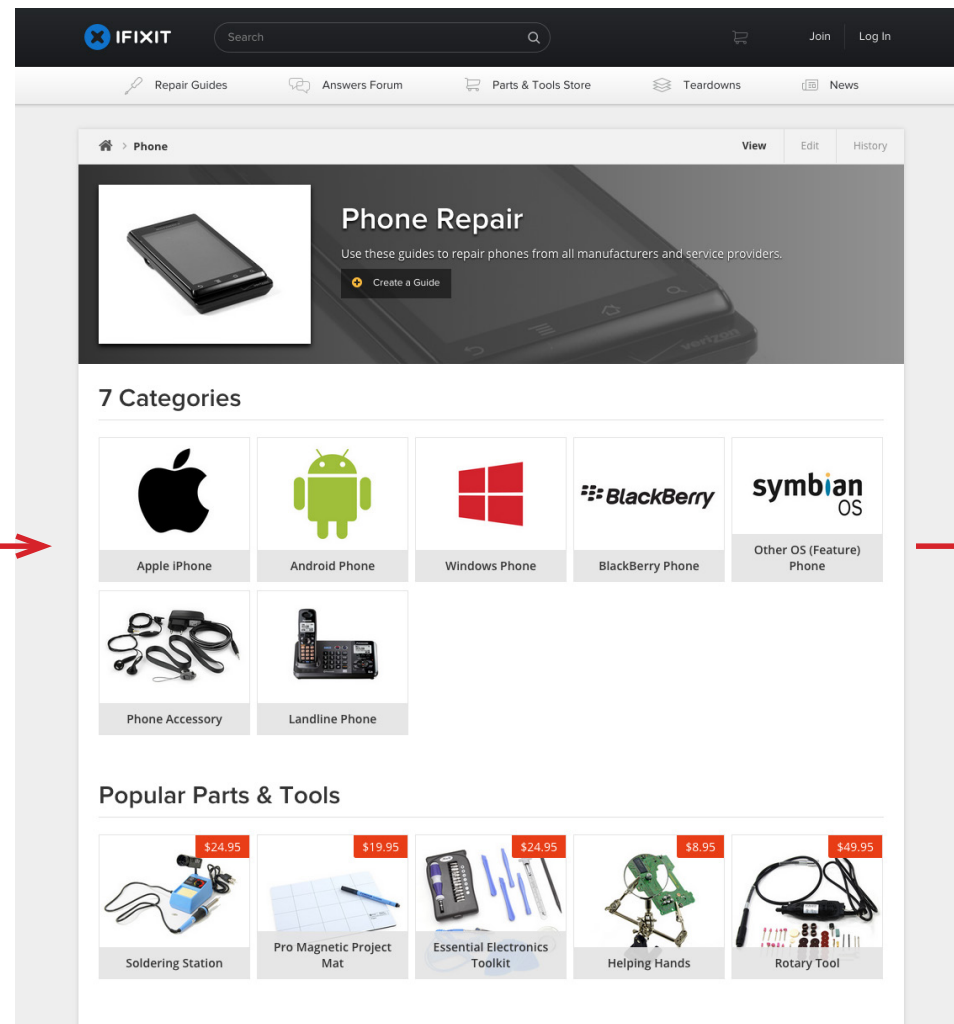 IFIXIT
Search
Join
Log In
Repair Guides
Answers Forum
Parts & Tools Store
Teardowns
News
Phone
View
Edit
History
Phone Repair
Use these guides to repair phones from all manufacturers and service providers.
Create a Guide
verizon
7 Categories
BlackBerry
symbian
OS
Apple iPhone
Android Phone
Windows Phone
BlackBerry Phone
Other OS (Feature)
Phone
Phone Accessory
Landline Phone
Popular Parts & Tools
$24.95
$19.95
$24.95
$8.95
$49.95
Soldering Station
Pro Magnetic Project
Mat
Essential Electronics
Toolkit
Helping Hands
Rotary Tool